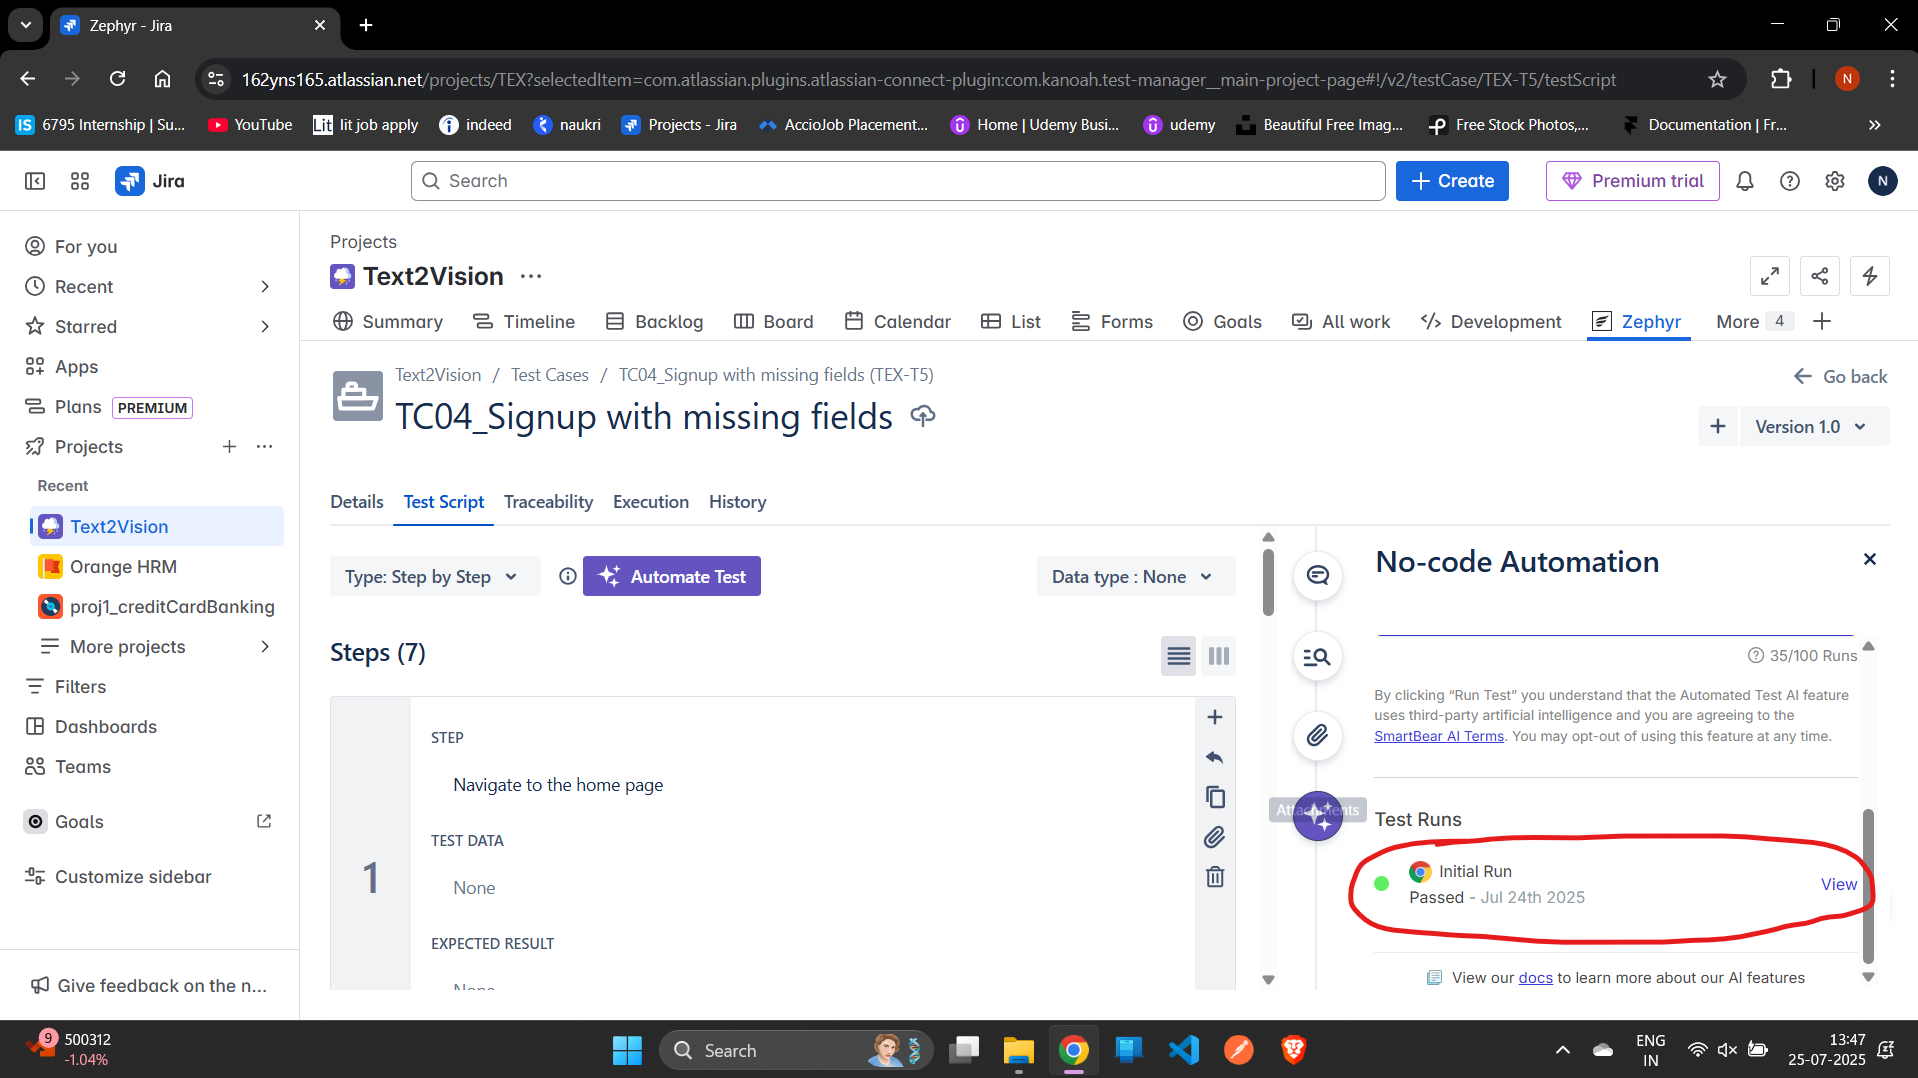 Zephyr - Jira
162yns165.atlassian.net/projects/TEX?selectedItem=com.atlassian.plugins.atlassian-connect-plugin:com.kanoah.test-manager__main-project-page#!/v2/testCase/TEX-T5/testScript
N
IS 6795 Internship | Su... YouTube Lit lit job apply indeed naukri Projects - Jira AccioJob Placement... Home | Udemy Busi... udemy Beautiful Free Imag... Free Stock Photos,... Documentation | Fr...
Jira
Search
Create
Premium trial
N
For you
Recent
Starred
Apps
Plans PREMIUM
Projects
Recent
Text2Vision
Orange HRM
proj1_creditCardBanking
More projects
Filters
Dashboards
Teams
Goals
Customize sidebar
Give feedback on the n...
Projects
Text2Vision
Summary Timeline Backlog Board Calendar List Forms Goals All work Development Zephyr More 4
Text2Vision / Test Cases / TC04_Signup with missing fields (TEX-T5)
Go back
TC04_Signup with missing fields
Version 1.0
Details Test Script Traceability Execution History
Type: Step by Step
Automate Test
Data type : None
Steps (7)
1
STEP
Navigate to the home page
TEST DATA
None
EXPECTED RESULT
None
Attachments
No-code Automation
35/100 Runs
By clicking “Run Test” you understand that the Automated Test AI feature
uses third-party artificial intelligence and you are agreeing to the
SmartBear AI Terms. You may opt-out of using this feature at any time.
Test Runs
Initial Run
Passed - Jul 24th 2025
View
View our docs to learn more about our AI features
9
500312
-1.04%
Search
ENG
IN
13:47
25-07-2025